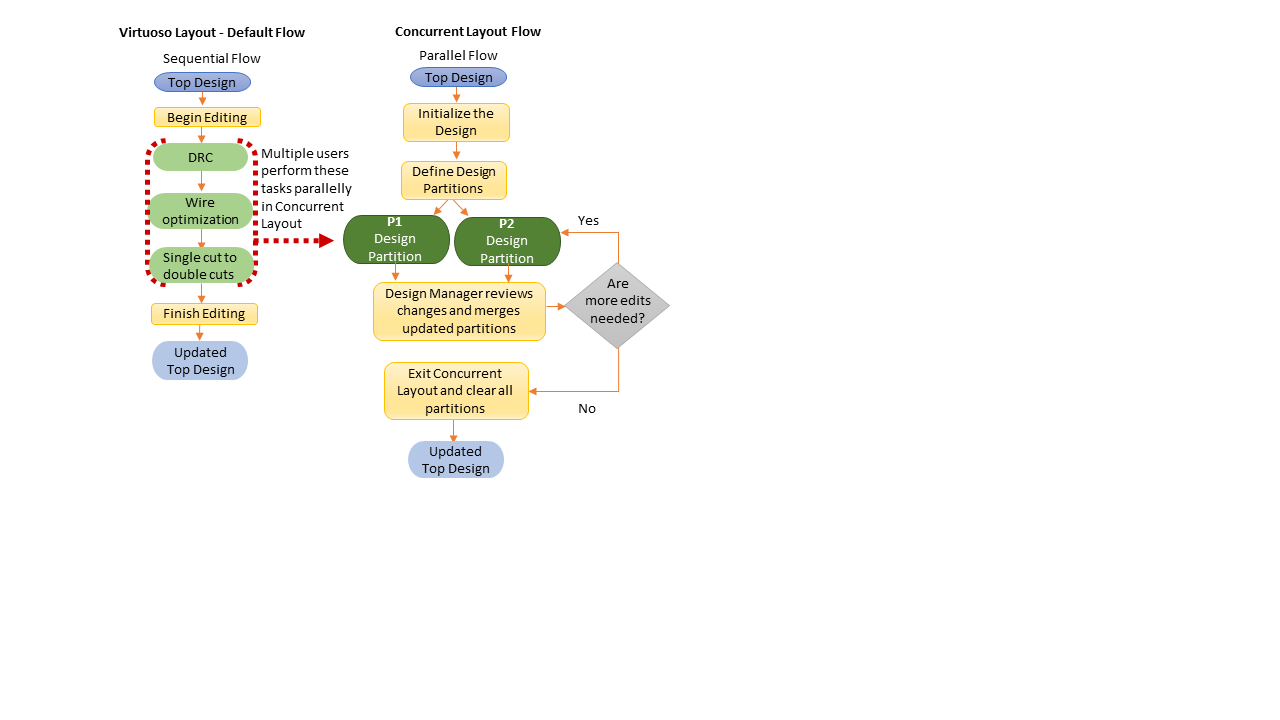 Virtuoso Layout - Default Flow
Sequential Flow
Top Design
Begin Editing
DRC
Wire
optimization
Single cut to
double cuts
Finish Editing
Updated
Top Design
Multiple users
perform these
tasks parallelly
in Concurrent
Layout
Concurrent Layout Flow
Parallel Flow
Top Design
Initialize the
Design
Define Design
Partitions
P1
Design
Partition
P2
Design
Partition
Design Manager reviews
changes and merges
updated partitions
Are
more edits
needed?
Yes
No
Exit Concurrent
Layout and clear all
partitions
Updated
Top Design